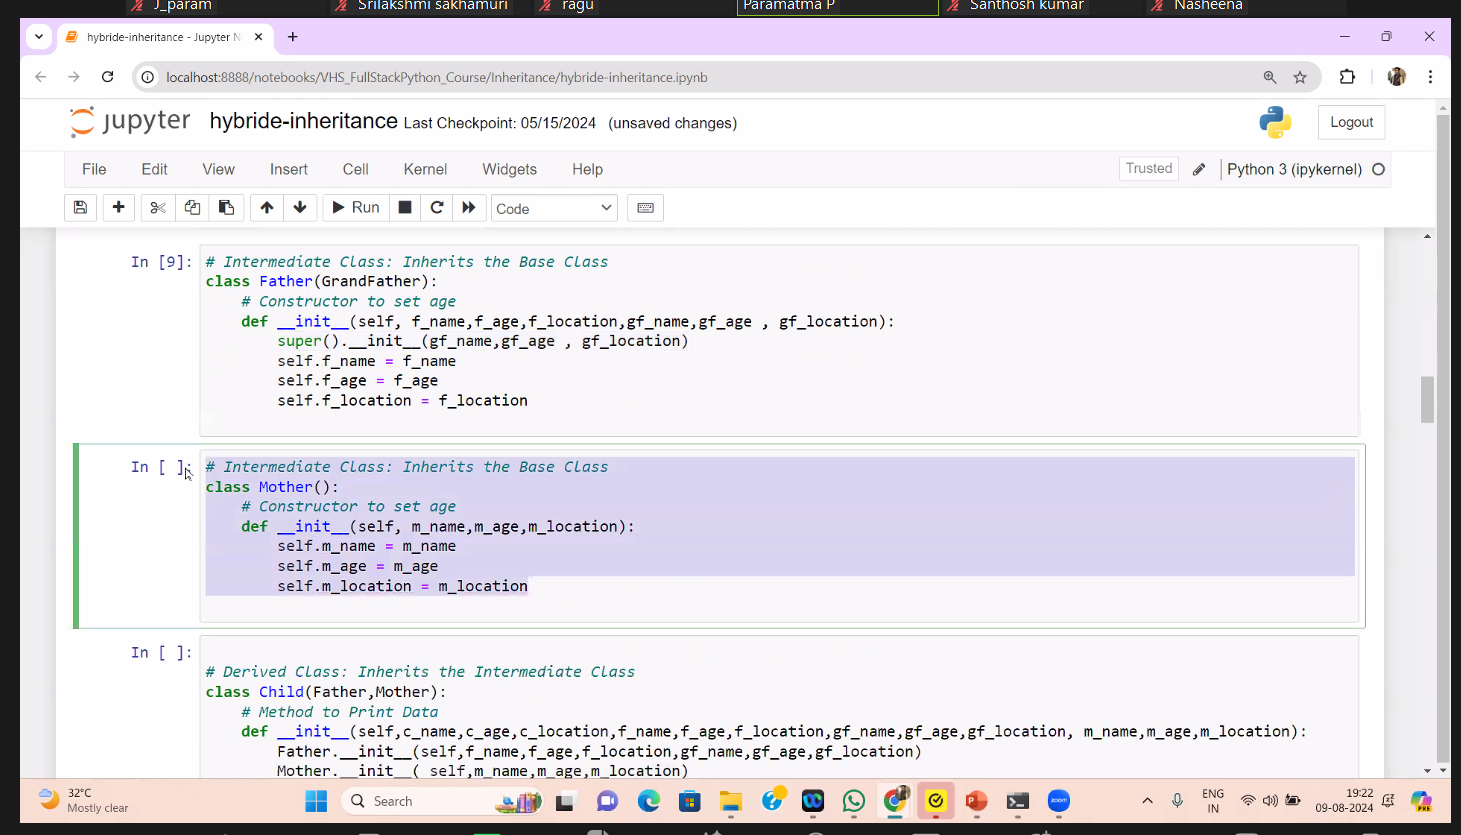 J_param Srilakshmi sakhamuri ragu Paramatma P Santhosh kumar Nasheena
hybride-inheritance - Jupyter N
localhost:8888/notebooks/VHS_FullStackPython_Course/Inheritance/hybride-inheritance.ipynb
jupyter hybride-inheritance Last Checkpoint: 05/15/2024 (unsaved changes) Logout
File Edit View Insert Cell Kernel Widgets Help Trusted Python 3 (ipykernel)
Run Code
In [9]: # Intermediate Class: Inherits the Base Class
class Father(GrandFather):
    # Constructor to set age
    def __init__(self, f_name,f_age,f_location,gf_name,gf_age , gf_location):
        super().__init__(gf_name,gf_age , gf_location)
        self.f_name = f_name
        self.f_age = f_age
        self.f_location = f_location
In [ ]: # Intermediate Class: Inherits the Base Class
class Mother():
    # Constructor to set age
    def __init__(self, m_name,m_age,m_location):
        self.m_name = m_name
        self.m_age = m_age
        self.m_location = m_location
In [ ]:
# Derived Class: Inherits the Intermediate Class
class Child(Father,Mother):
    # Method to Print Data
    def __init__(self,c_name,c_age,c_location,f_name,f_age,f_location,gf_name,gf_age,gf_location, m_name,m_age,m_location):
        Father.__init__(self,f_name,f_age,f_location,gf_name,gf_age,gf_location)
        Mother.__init__( self,m_name,m_age,m_location)
32°C
Mostly clear
Search
zoom
PRE
ENG
IN
19:22
09-08-2024